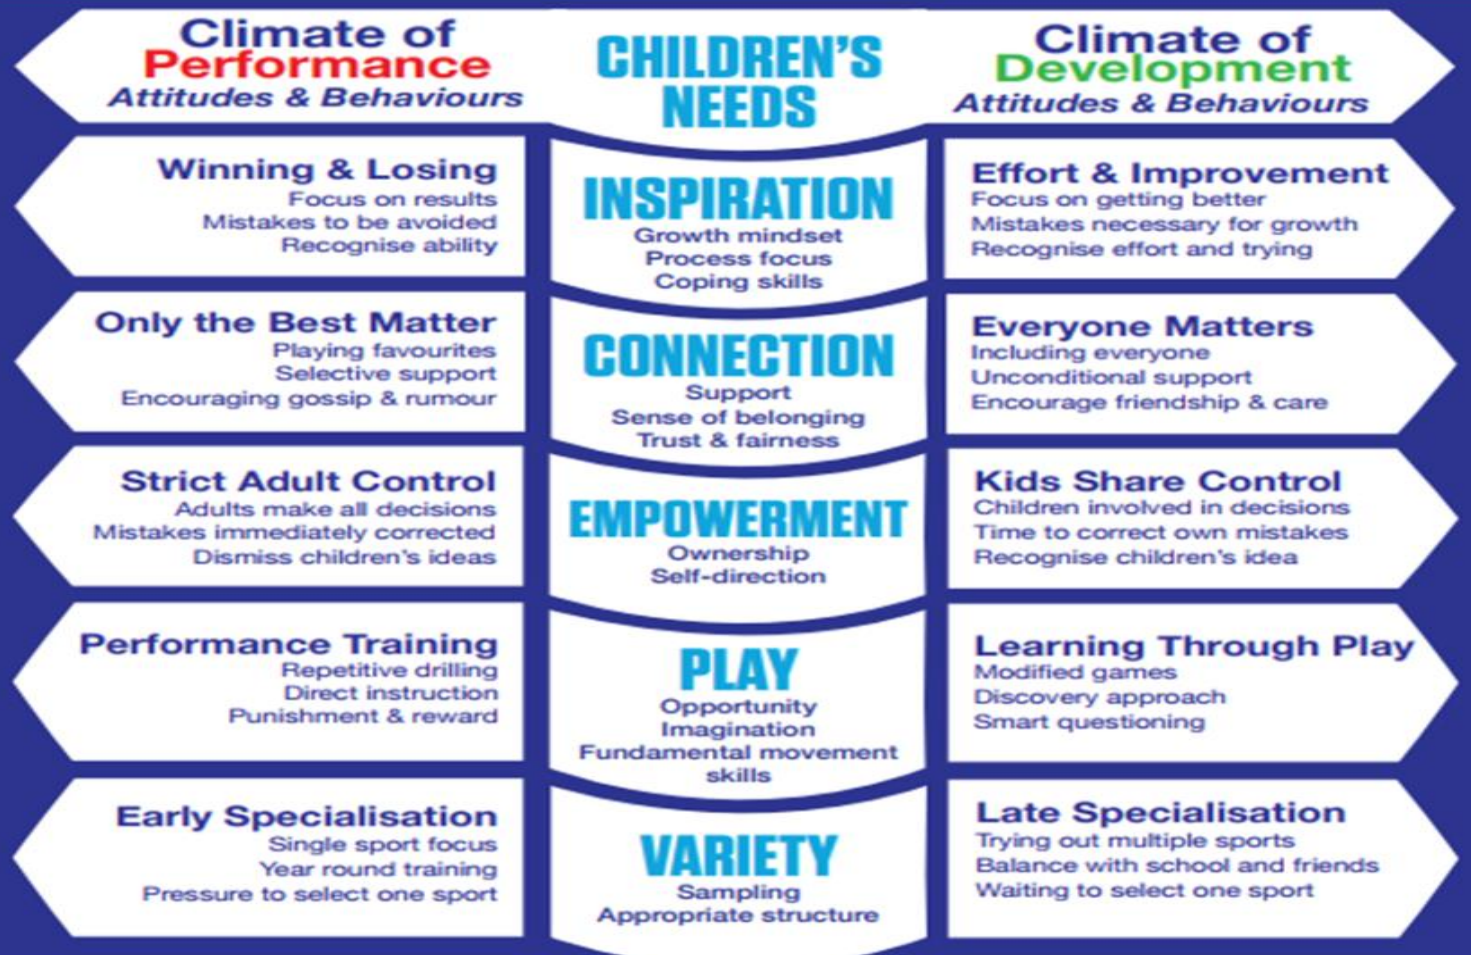 Climate of
Performance
Attitudes & Behaviours
CHILDREN'S
NEEDS
Climate of
Development
Attitudes & Behaviours
Winning & Losing
Focus on results
Mistakes to be avoided
Recognise ability
INSPIRATION
Growth mindset
Process focus
Coping skills
Effort & Improvement
Focus on getting better
Mistakes necessary for growth
Recognise effort and trying
Only the Best Matter
Playing favourites
Selective support
Encouraging gossip & rumour
CONNECTION
Support
Sense of belonging
Trust & fairness
Everyone Matters
Including everyone
Unconditional support
Encourage friendship & care
Strict Adult Control
Adults make all decisions
Mistakes immediately corrected
Dismiss children's ideas
EMPOWERMENT
Ownership
Self-direction
Kids Share Control
Children involved in decisions
Time to correct own mistakes
Recognise children's idea
Performance Training
Repetitive drilling
Direct instruction
Punishment & reward
PLAY
Opportunity
Imagination
Fundamental movement
skills
Learning Through Play
Modified games
Discovery approach
Smart questioning
Early Specialisation
Single sport focus
Year round training
Pressure to select one sport
VARIETY
Sampling
Appropriate structure
Late Specialisation
Trying out multiple sports
Balance with school and friends
Waiting to select one sport